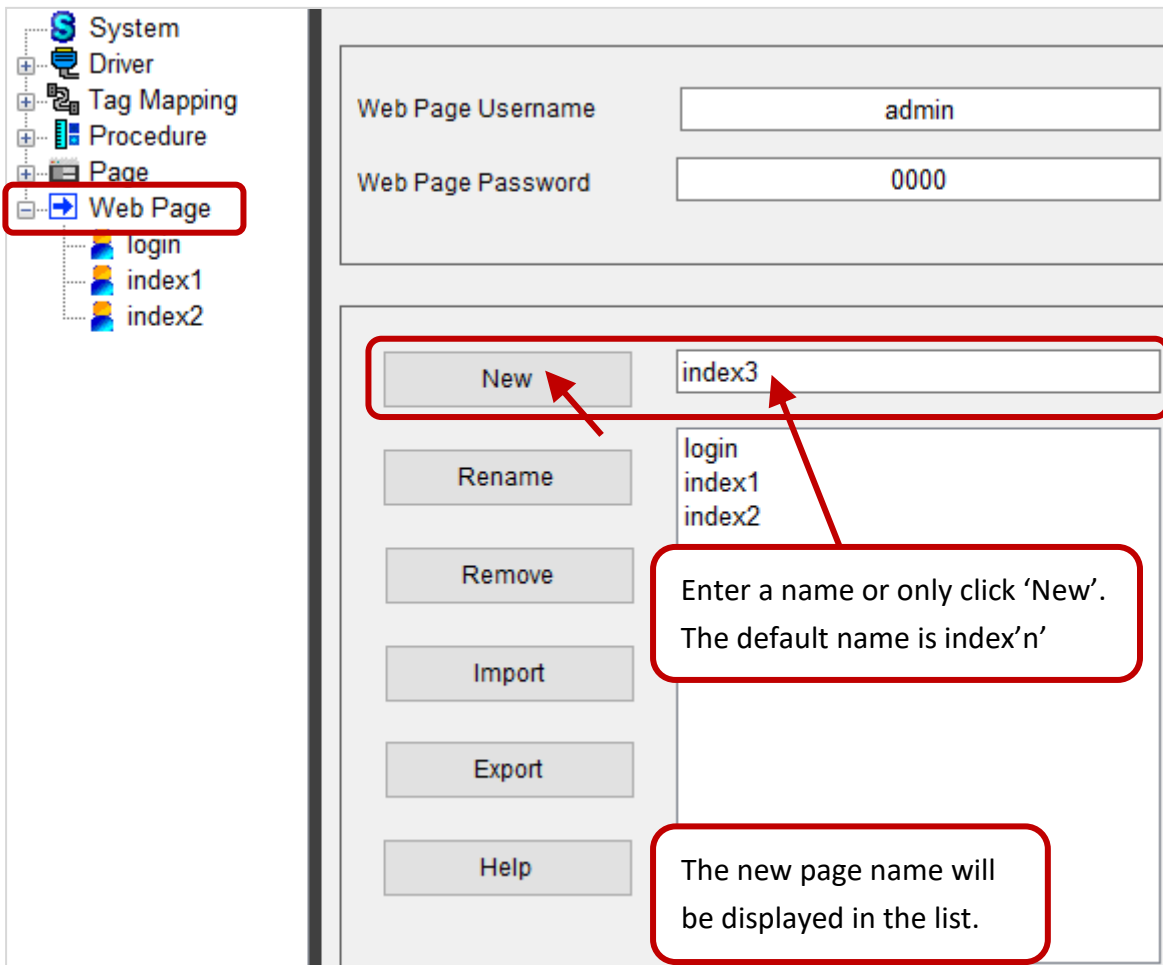 System
Driver
Tag Mapping
Procedure
Page
Web Page
login
index1
index2
Web Page Username
admin
Web Page Password
0000
New
index3
Rename
Remove
Import
Export
Help
login
index1
index2
Enter a name or only click ‘New’.
The default name is index’n’
The new page name will
be displayed in the list.